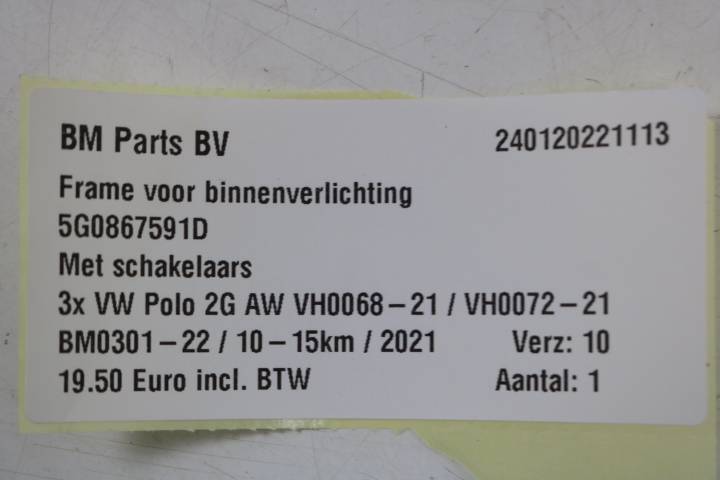 BM Parts BV 240120221113
Frame voor binnenverlichting
5G0867591D
Met schakelaars
3x VW Polo 2G AW VH0068-21 / VH0072-21
BM0301-22 / 10-15km / 2021 Verz: 10
19.50 Euro incl. BTW Aantal: 1